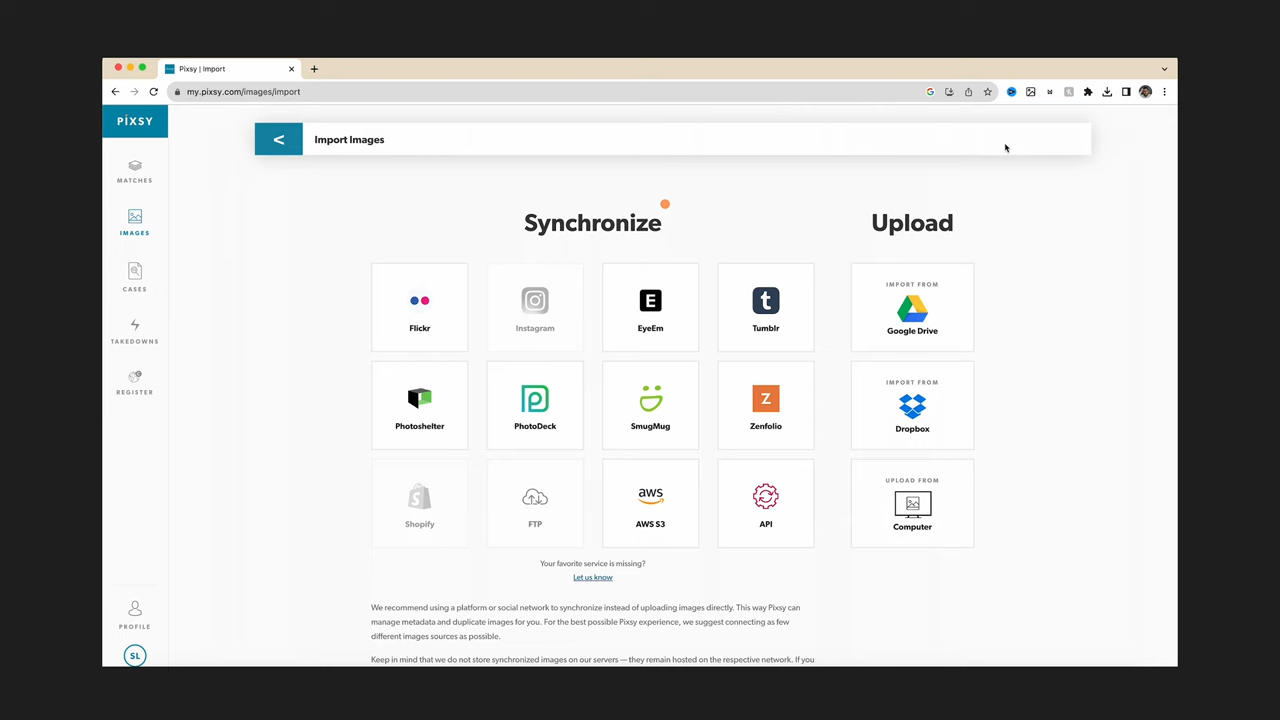 Pixsy | Import
my.pixsy.com/images/import
PIXSY
MATCHES
IMAGES
CASES
TAKEDOWNS
REGISTER
PROFILE
SL
< Import Images
Synchronize
Flickr
Instagram
EyeEm
Tumblr
Photoshelter
PhotoDeck
SmugMug
Zenfolio
Shopify
FTP
aws
AWS S3
API
Your favorite service is missing?
Let us know
Upload
IMPORT FROM
Google Drive
IMPORT FROM
Dropbox
UPLOAD FROM
Computer
We recommend using a platform or social network to synchronize instead of uploading images directly. This way Pixsy can
manage metadata and duplicate images for you. For the best possible Pixsy experience, we suggest connecting as few
different images sources as possible.
Keep in mind that we do not store synchronized images on our servers — they remain hosted on the respective network. If you